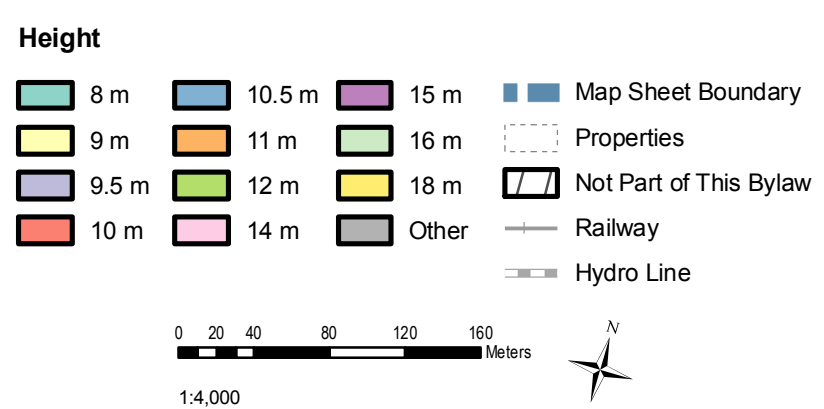 Height
8 m
9 m
9.5 m
10 m
10.5 m
11 m
12 m
14 m
15 m
16 m
18 m
Other
Map Sheet Boundary
Properties
Not Part of This Bylaw
Railway
Hydro Line
0 20 40 80 120 160
Meters
1:4,000
N